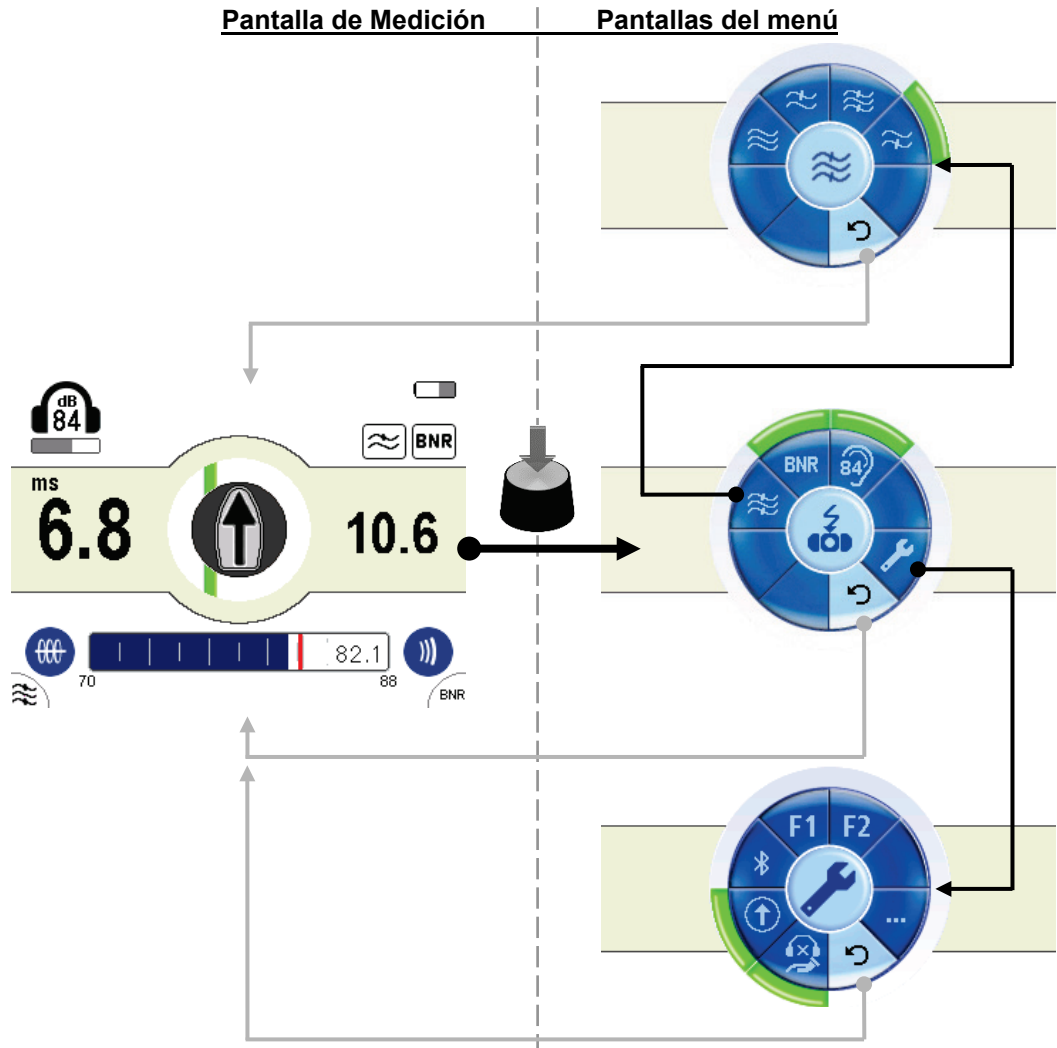 Pantalla de Medición
Pantallas del menú
dB
84
BNR
ms
6.8
10.6
BNR
84
82.1
70
88
BNR
F1
F2
...